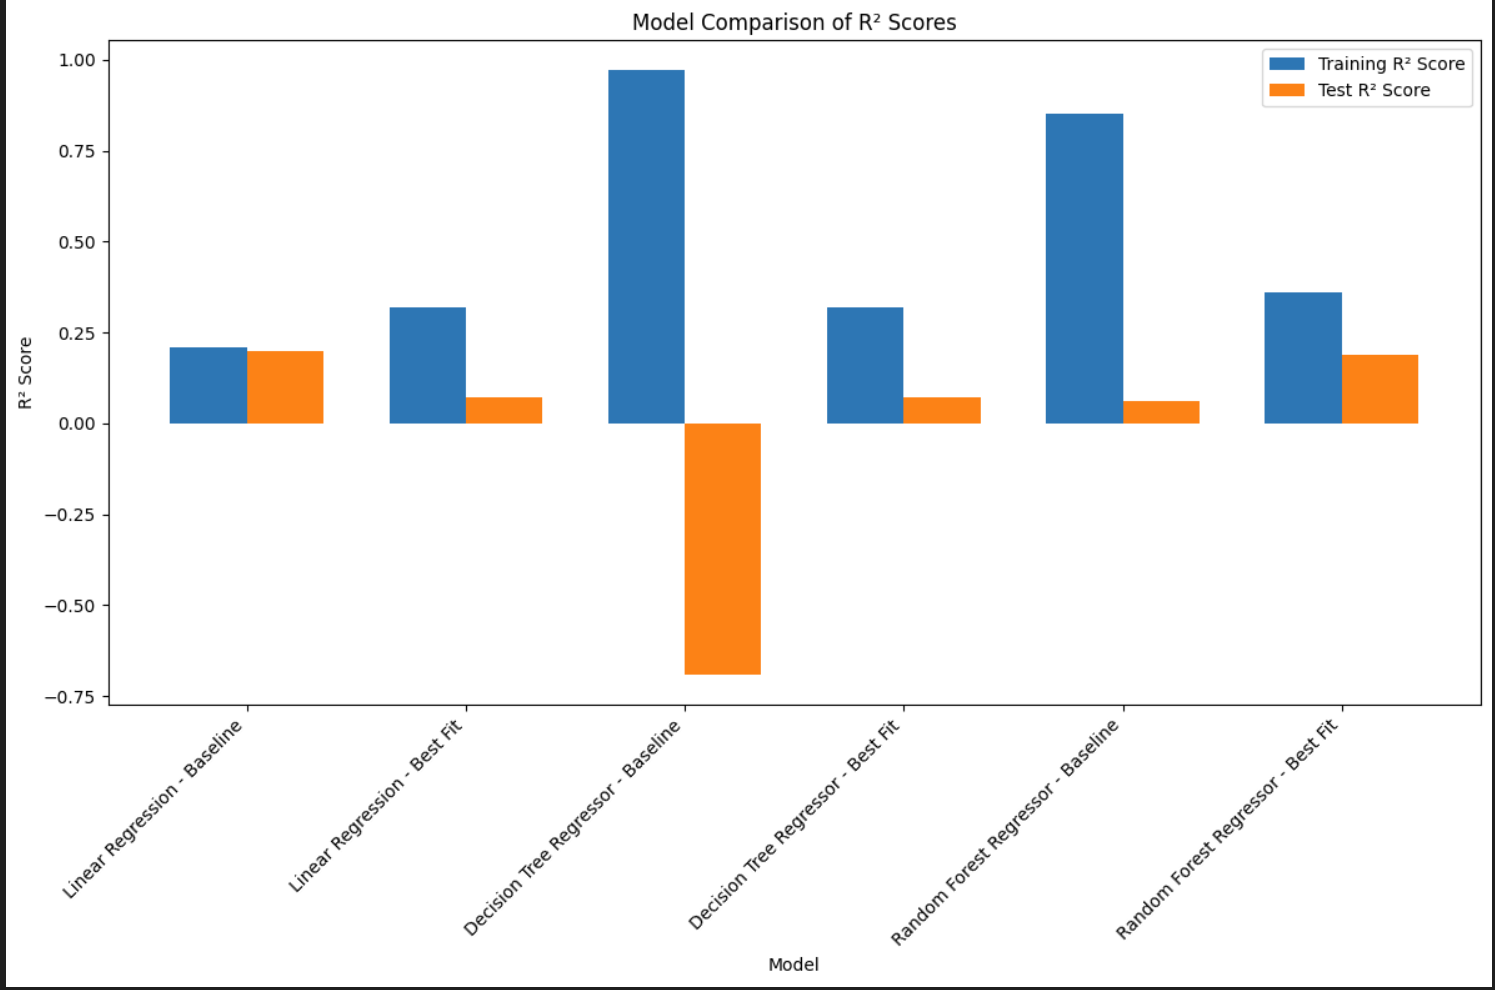 Model Comparison of R² Scores
Training R² Score
Test R² Score
1.00
0.75
0.50
0.25
0.00
−0.25
−0.50
−0.75
R² Score
Linear Regression - Baseline
Linear Regression - Best Fit
Decision Tree Regressor - Baseline
Decision Tree Regressor - Best Fit
Random Forest Regressor - Baseline
Random Forest Regressor - Best Fit
Model